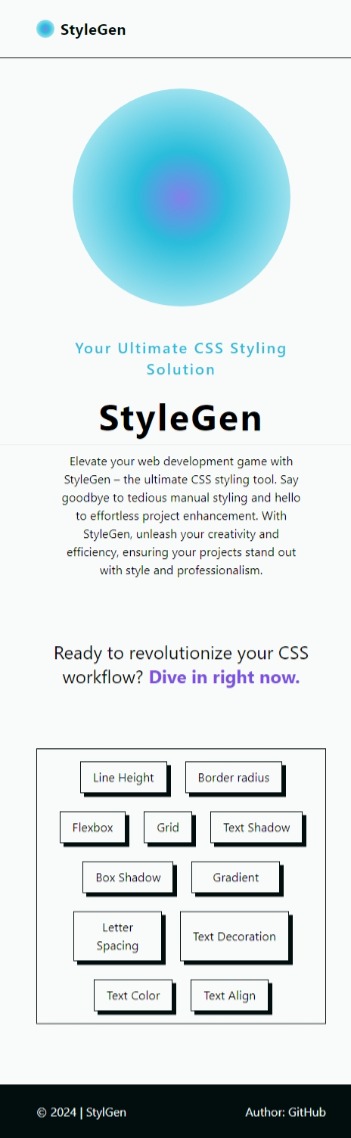 StyleGen
Your Ultimate CSS Styling
Solution
StyleGen
Elevate your web development game with
StyleGen – the ultimate CSS styling tool. Say
goodbye to tedious manual styling and hello
to effortless project enhancement. With
StyleGen, unleash your creativity and
efficiency, ensuring your projects stand out
with style and professionalism.
Ready to revolutionize your CSS
workflow? Dive in right now.
Line Height Border radius
Flexbox Grid Text Shadow
Box Shadow Gradient
Letter
Spacing
Text Decoration
Text Color Text Align
© 2024 | StylGen Author: GitHub